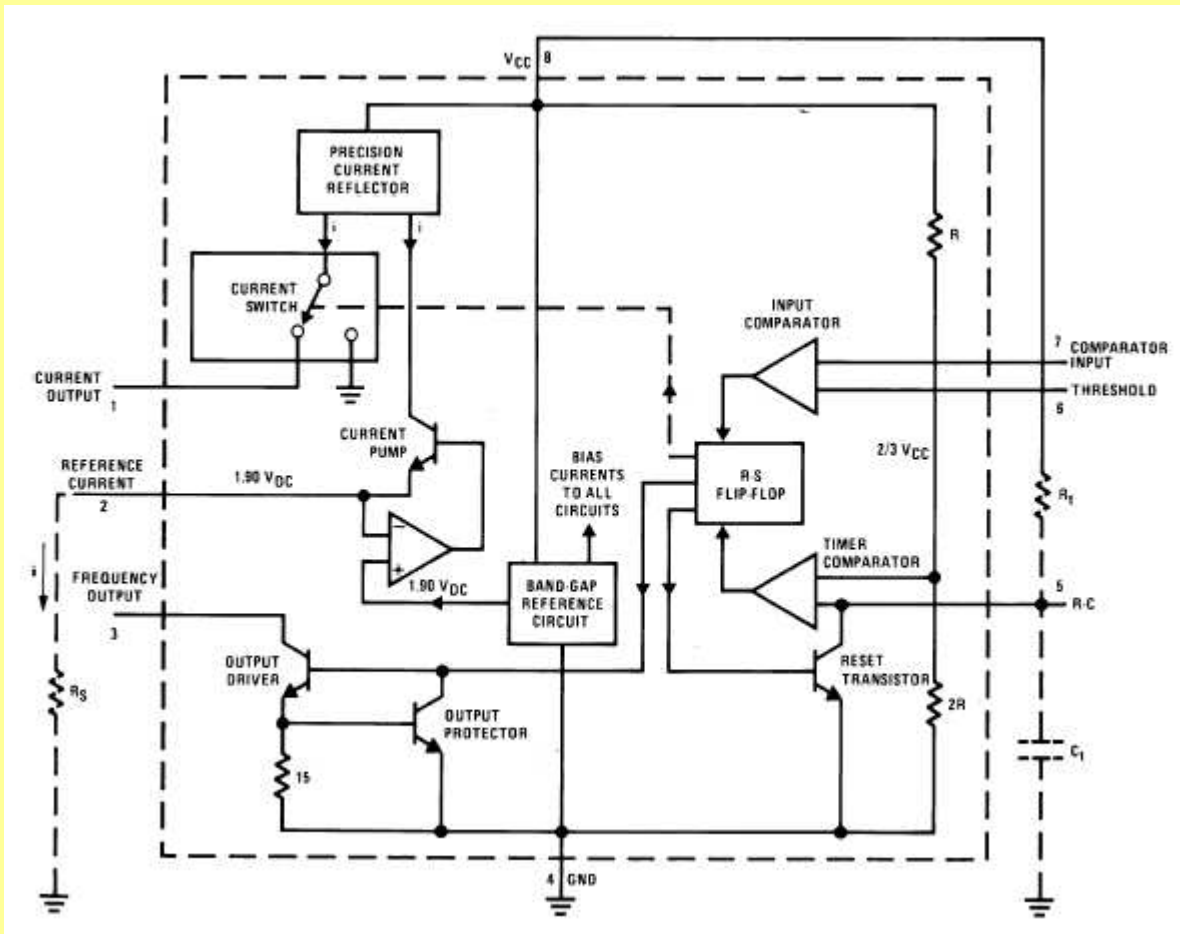 VCC 8
PRECISION
CURRENT
REFLECTOR
i
i
R
CURRENT
SWITCH
INPUT
COMPARATOR
7 COMPARATOR
INPUT
THRESHOLD
6
CURRENT
OUTPUT
1
CURRENT
PUMP
2/3 VCC
BIAS
CURRENTS
TO ALL
CIRCUITS
R-S
FLIP-FLOP
REFERENCE
CURRENT
2
1.90 VDC
Rt
−
+
1.90 VDC
BAND-GAP
REFERENCE
CIRCUIT
TIMER
COMPARATOR
5
R-C
i
FREQUENCY
OUTPUT
3
OUTPUT
DRIVER
RESET
TRANSISTOR
RS
OUTPUT
PROTECTOR
2R
15
Ct
4 GND